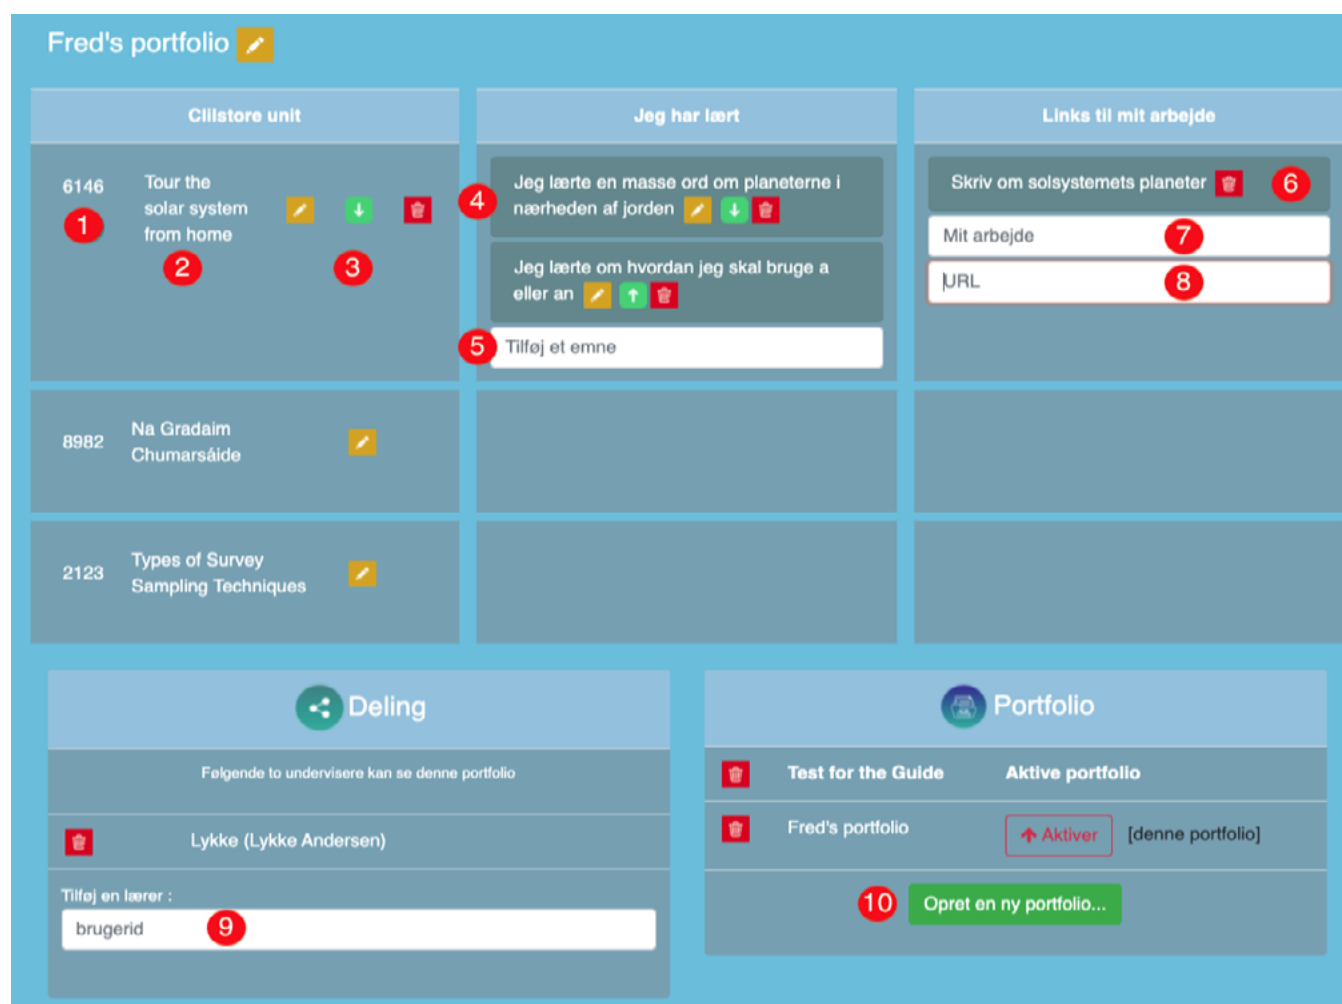 Fred's portfolio
Clilstore unit
Jeg har lært
Links til mit arbejde
6146
1
Tour the
solar system
from home
2
3
4
Jeg lærte en masse ord om planeterne i
nærheden af jorden
Jeg lærte om hvordan jeg skal bruge a
eller an
5
Tilføj et emne
Skriv om solsystemets planeter
6
Mit arbejde
7
URL
8
8982
Na Gradaim
Chumarsáide
2123
Types of Survey
Sampling Techniques
Deling
Følgende to undervisere kan se denne portfolio
Lykke (Lykke Andersen)
Tilføj en lærer :
brugerid
9
Portfolio
Test for the Guide
Aktive portfolio
Fred's portfolio
Aktiver
[denne portfolio]
10
Opret en ny portfolio...